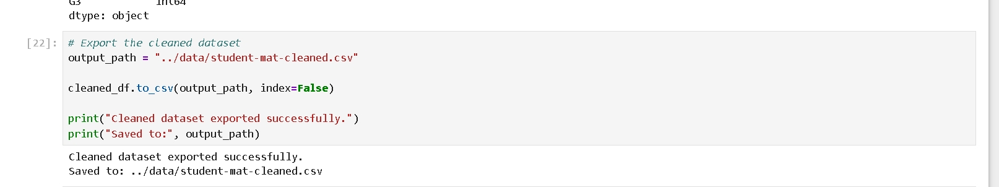 G3 int64
dtype: object
[22]:
# Export the cleaned dataset
output_path = "../data/student-mat-cleaned.csv"
cleaned_df.to_csv(output_path, index=False)
print("Cleaned dataset exported successfully.")
print("Saved to:", output_path)
Cleaned dataset exported successfully.
Saved to: ../data/student-mat-cleaned.csv